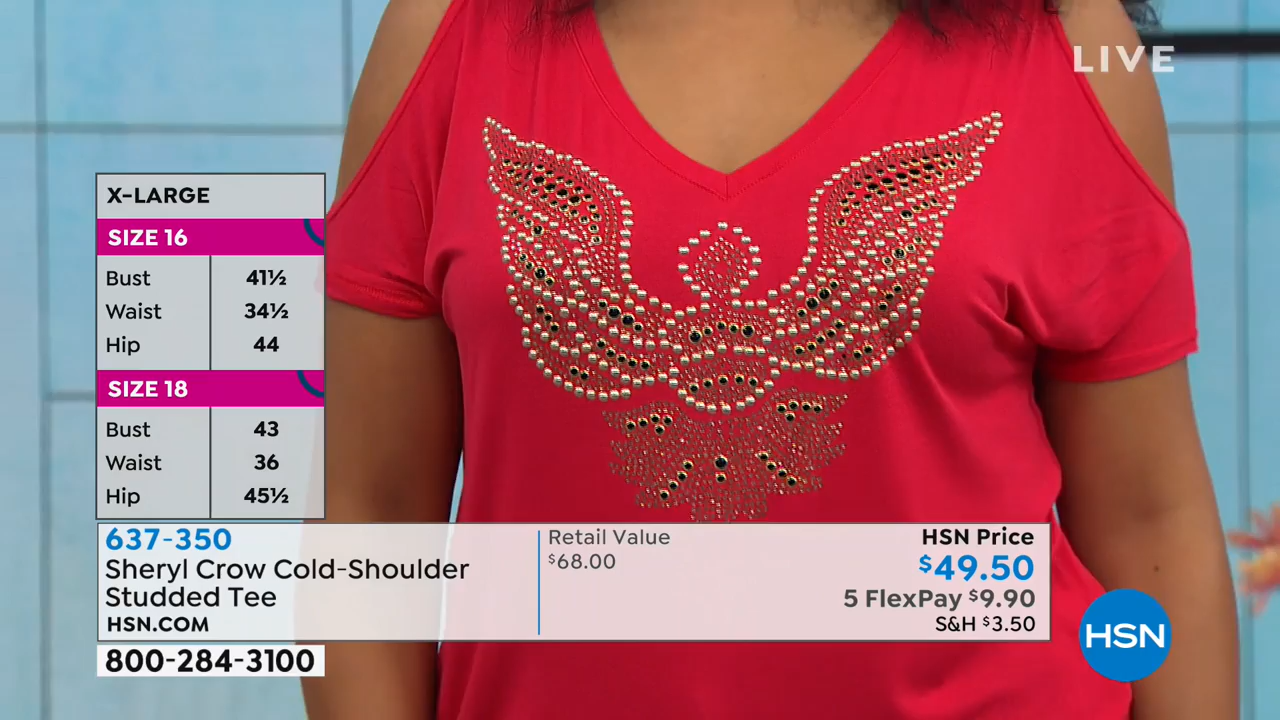 LIVE
X-LARGE
SIZE 16
Bust 41½
Waist 34½
Hip 44
SIZE 18
Bust 43
Waist 36
Hip 45½
637-350
Sheryl Crow Cold-Shoulder
Studded Tee
HSN.COM
Retail Value
$68.00
HSN Price
$49.50
5 FlexPay $9.90
S&H $3.50
800-284-3100
HSN